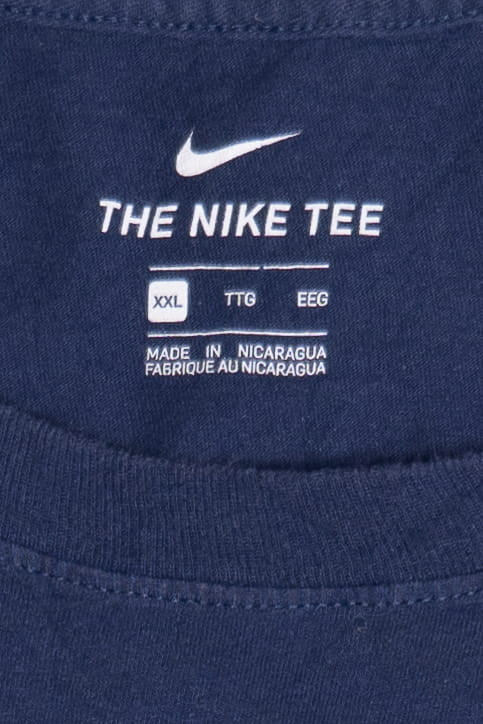 THE NIKE TEE
XXL TTG EEG
MADE IN NICARAGUA
FABRIQUE AU NICARAGUA